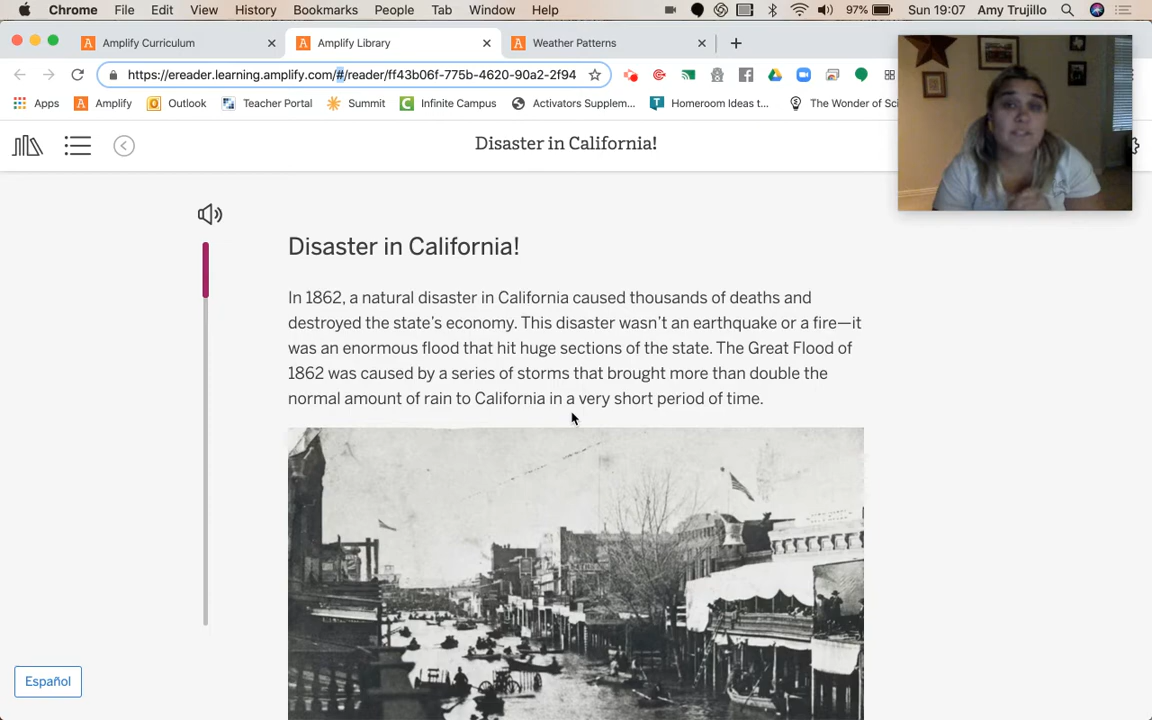 Chrome File Edit View History Bookmarks People Tab Window Help 97% Sun 19:07 Amy Trujillo
Amplify Curriculum Amplify Library Weather Patterns
https://ereader.learning.amplify.com/#/reader/ff43b06f-775b-4620-90a2-2f94
Apps Amplify Outlook Teacher Portal Summit Infinite Campus Activators Supplem... Homeroom Ideas t... The Wonder of Sci
Disaster in California!
Disaster in California!
In 1862, a natural disaster in California caused thousands of deaths and
destroyed the state's economy. This disaster wasn't an earthquake or a fire—it
was an enormous flood that hit huge sections of the state. The Great Flood of
1862 was caused by a series of storms that brought more than double the
normal amount of rain to California in a very short period of time.
Español